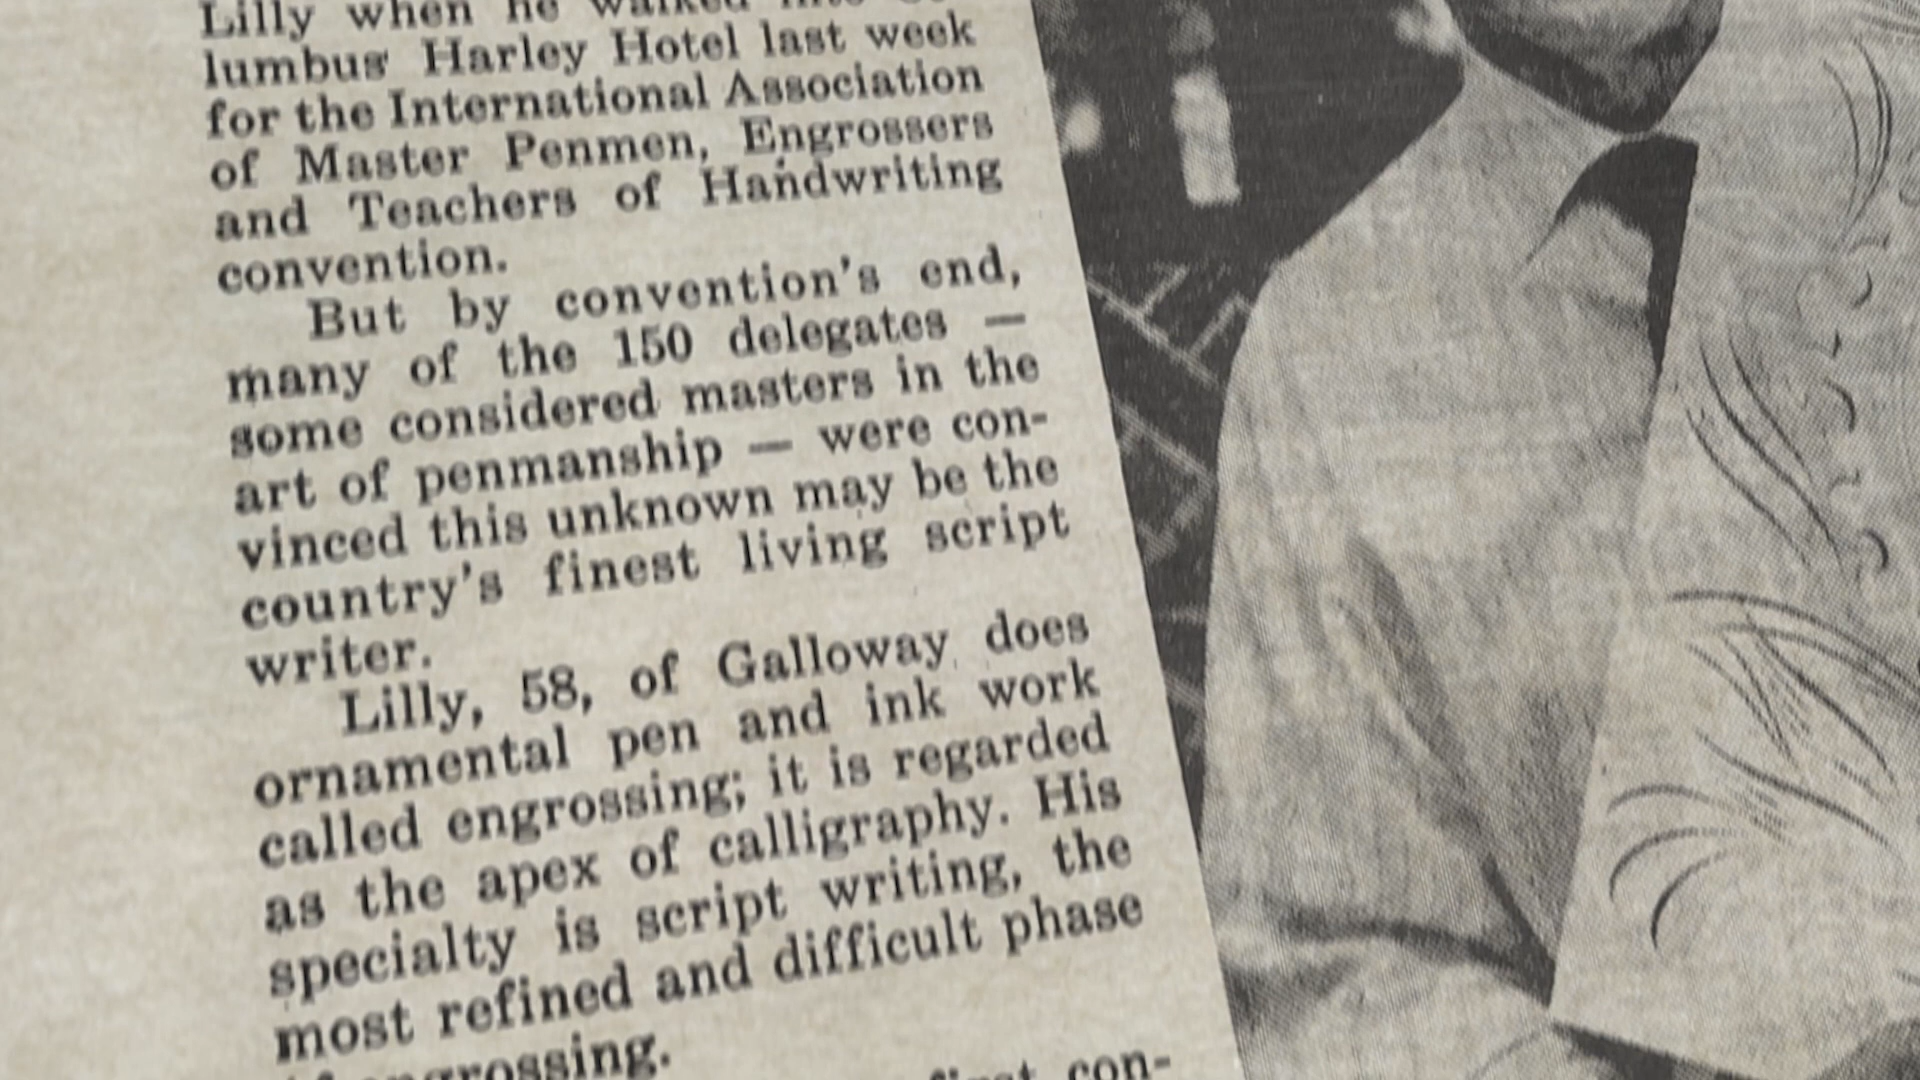 Lilly when he walked into Co-
lumbus Harley Hotel last week
for the International Association
of Master Penmen, Engrossers
and Teachers of Handwriting
convention.
But by convention's end,
many of the 150 delegates —
some considered masters in the
art of penmanship — were con-
vinced this unknown may be the
country's finest living script
writer.
Lilly, 58, of Galloway does
ornamental pen and ink work
called engrossing; it is regarded
as the apex of calligraphy. His
specialty is script writing, the
most refined and difficult phase
of engrossing.
first con-